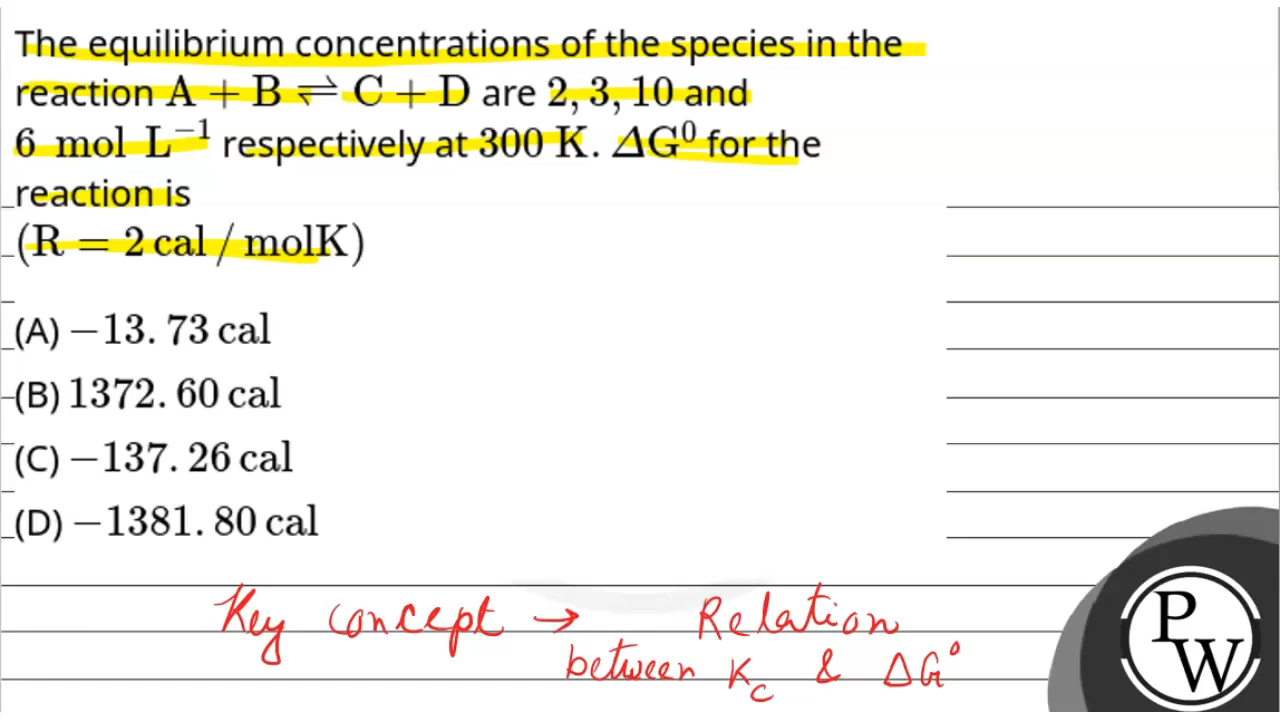 The equilibrium concentrations of the species in the
reaction A + B ⇌ C + D are 2, 3, 10 and
6 mol L⁻¹ respectively at 300 K. ΔG⁰ for the
reaction is
(R = 2 cal / molK)
(A) −13. 73 cal
(B) 1372. 60 cal
(C) −137. 26 cal
(D) −1381. 80 cal
Key concept → Relation
between Kc & ΔG°
P
W